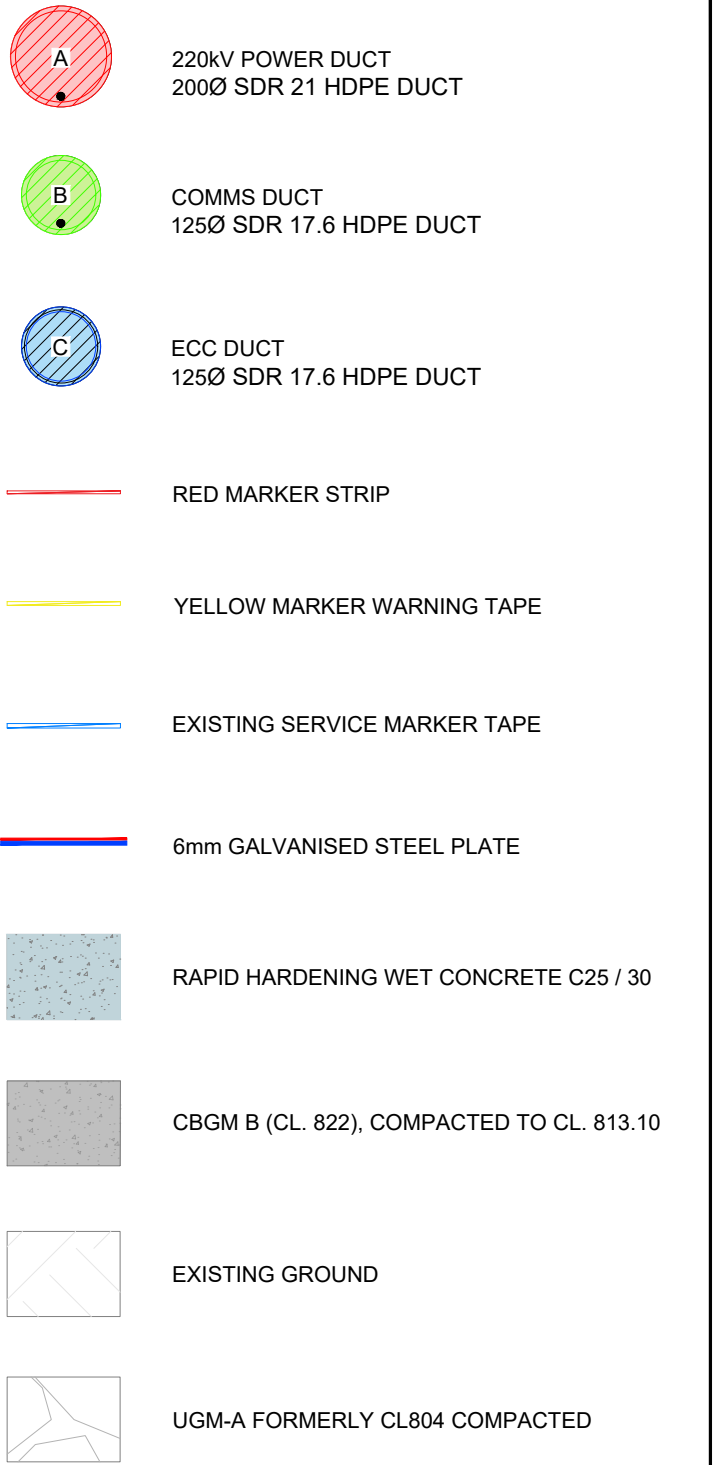 A
220kV POWER DUCT
200Ø SDR 21 HDPE DUCT
B
COMMS DUCT
125Ø SDR 17.6 HDPE DUCT
C
ECC DUCT
125Ø SDR 17.6 HDPE DUCT
RED MARKER STRIP
YELLOW MARKER WARNING TAPE
EXISTING SERVICE MARKER TAPE
6mm GALVANISED STEEL PLATE
RAPID HARDENING WET CONCRETE C25 / 30
CBGM B (CL. 822), COMPACTED TO CL. 813.10
EXISTING GROUND
UGM-A FORMERLY CL804 COMPACTED